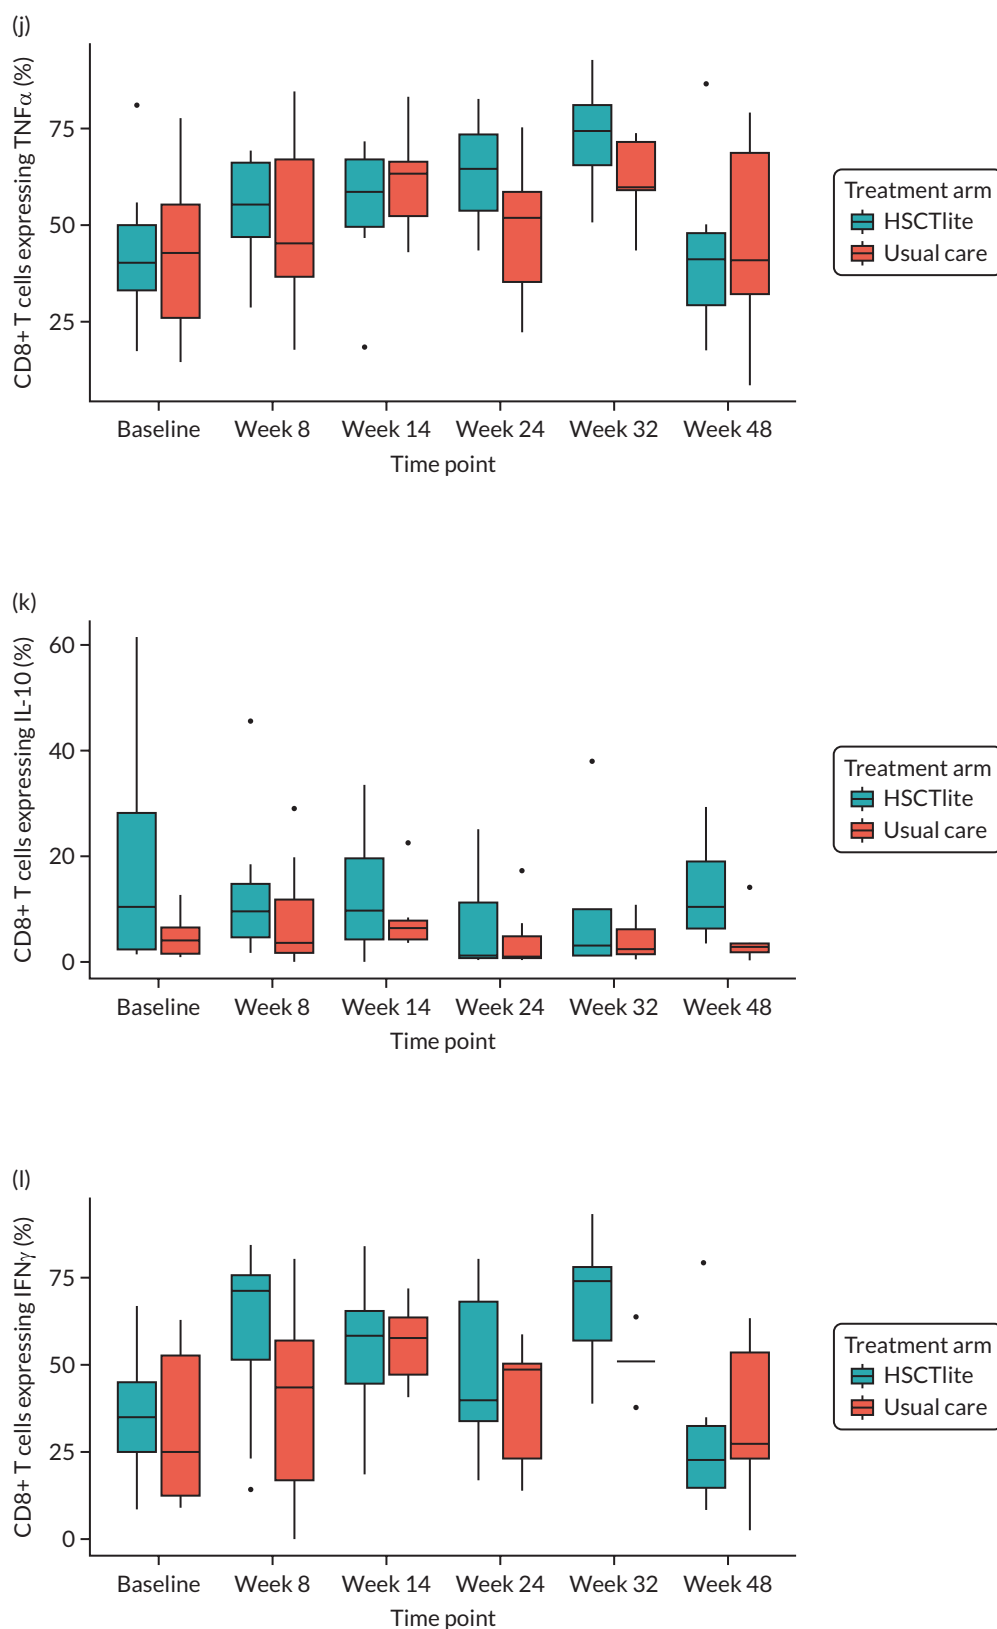 (j)
CD8+ T cells expressing TNFα (%)
75
50
25
Baseline Week 8 Week 14 Week 24 Week 32 Week 48
Time point
Treatment arm
HSCTlite
Usual care
(k)
CD8+ T cells expressing IL-10 (%)
60
40
20
0
Baseline Week 8 Week 14 Week 24 Week 32 Week 48
Time point
Treatment arm
HSCTlite
Usual care
(l)
CD8+ T cells expressing IFNγ (%)
75
50
25
0
Baseline Week 8 Week 14 Week 24 Week 32 Week 48
Time point
Treatment arm
HSCTlite
Usual care